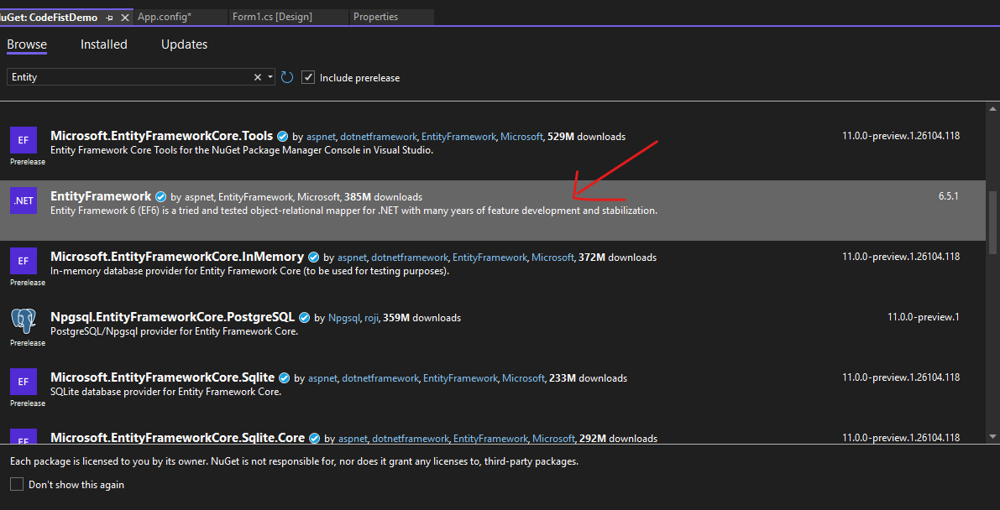 NuGet: CodeFistDemo App.config* Form1.cs [Design] Properties
Browse Installed Updates
Entity Include prerelease
EF
Microsoft.EntityFrameworkCore.Tools by aspnet, dotnetframework, EntityFramework, Microsoft, 529M downloads 11.0.0-preview.1.26104.118
Entity Framework Core Tools for the NuGet Package Manager Console in Visual Studio.
Prerelease
.NET
EntityFramework by aspnet, EntityFramework, Microsoft, 385M downloads 6.5.1
Entity Framework 6 (EF6) is a tried and tested object-relational mapper for .NET with many years of feature development and stabilization.
EF
Microsoft.EntityFrameworkCore.InMemory by aspnet, dotnetframework, EntityFramework, Microsoft, 372M downloads 11.0.0-preview.1.26104.118
In-memory database provider for Entity Framework Core (to be used for testing purposes).
Prerelease
Npgsql.EntityFrameworkCore.PostgreSQL by Npgsql, roji, 359M downloads 11.0.0-preview.1
PostgreSQL/Npgsql provider for Entity Framework Core.
Prerelease
EF
Microsoft.EntityFrameworkCore.Sqlite by aspnet, dotnetframework, EntityFramework, Microsoft, 233M downloads 11.0.0-preview.1.26104.118
SQLite database provider for Entity Framework Core.
Prerelease
EF
Microsoft.EntityFrameworkCore.Sqlite.Core by aspnet, dotnetframework, EntityFramework, Microsoft, 292M downloads 11.0.0-preview.1.26104.118
Each package is licensed to you by its owner. NuGet is not responsible for, nor does it grant any licenses to, third-party packages.
Don't show this again